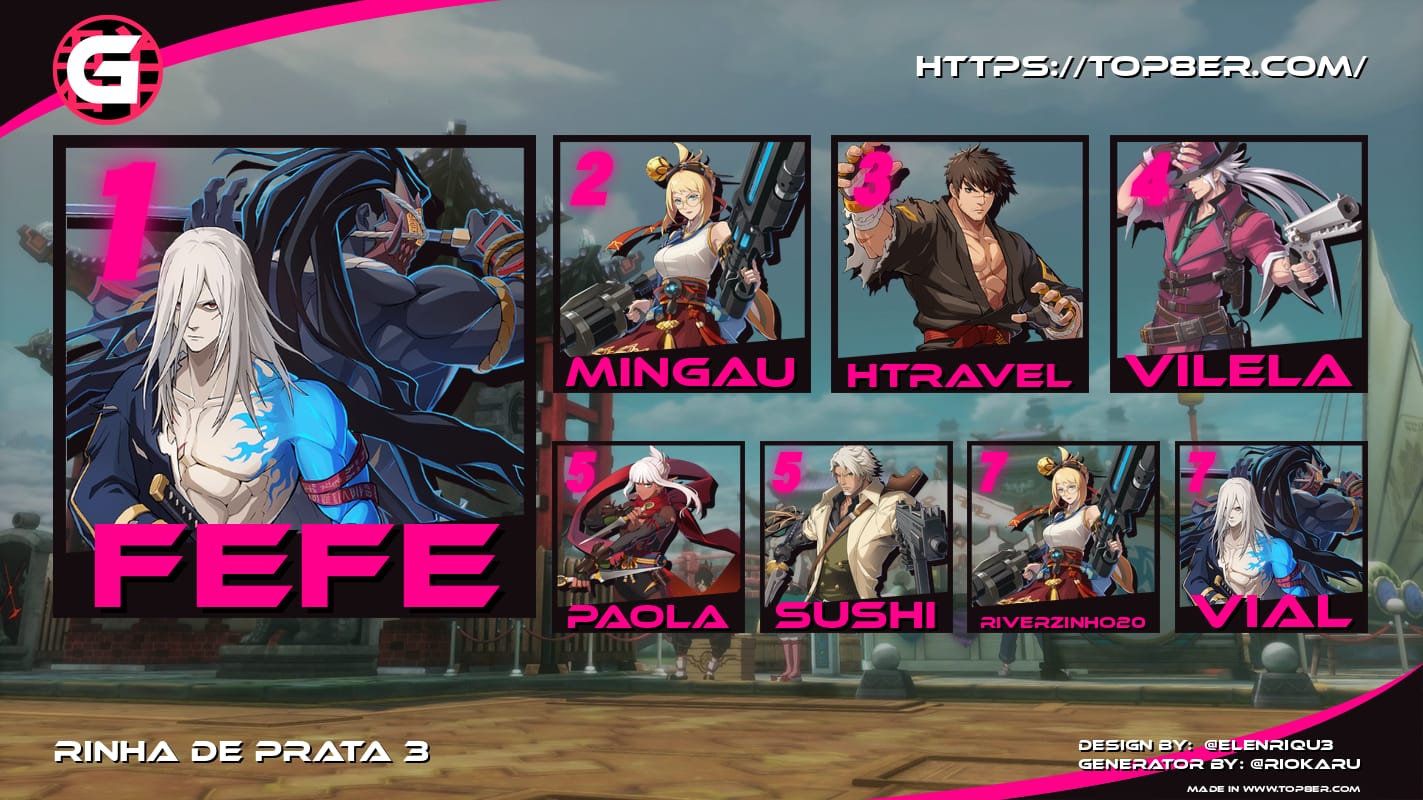 G
HTTPS://TOP8ER.COM/
1
FEFE
2
MINGAU
3
HTRAVEL
4
VILELA
5
PAOLA
5
SUSHI
7
RIVERZINHO20
7
VIAL
RINHA DE PRATA 3
DESIGN BY: @ELENRIQU3
GENERATOR BY: @RIOKARU
MADE IN WWW.TOP8ER.COM